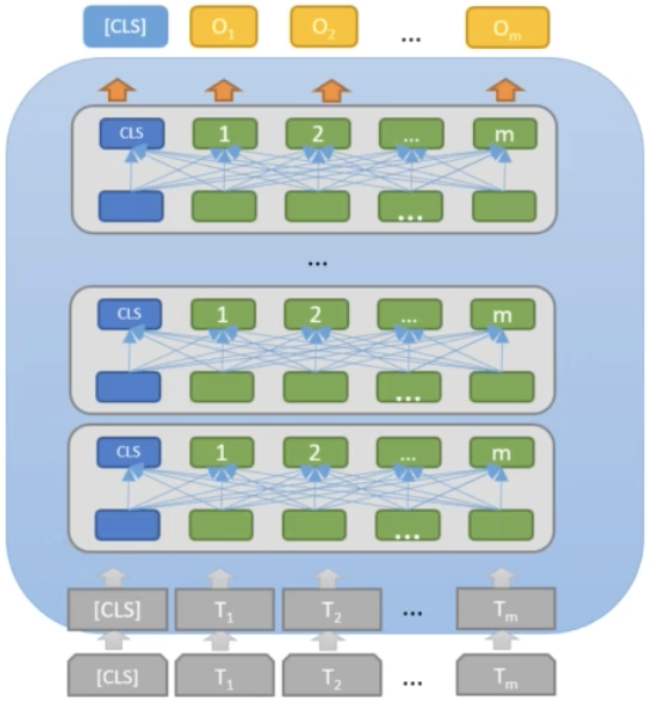 [CLS] O₁ O₂ ... Oₘ
CLS 1 2 ... m
...
...
CLS 1 2 ... m
...
CLS 1 2 ... m
...
[CLS] T₁ T₂ ... Tₘ
[CLS] T₁ T₂ ... Tₘ